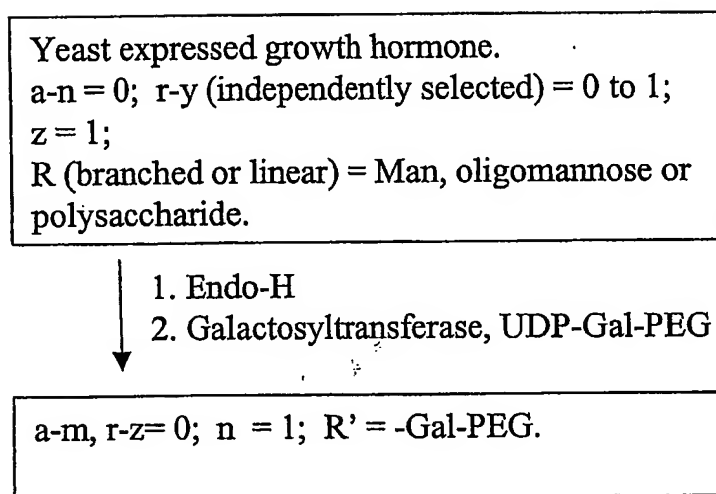 Yeast expressed growth hormone.
a-n = 0; r-y (independently selected) = 0 to 1;
z = 1;
R (branched or linear) = Man, oligomannose or
polysaccharide.
1. Endo-H
2. Galactosyltransferase, UDP-Gal-PEG
a-m, r-z= 0; n = 1; R' = -Gal-PEG.